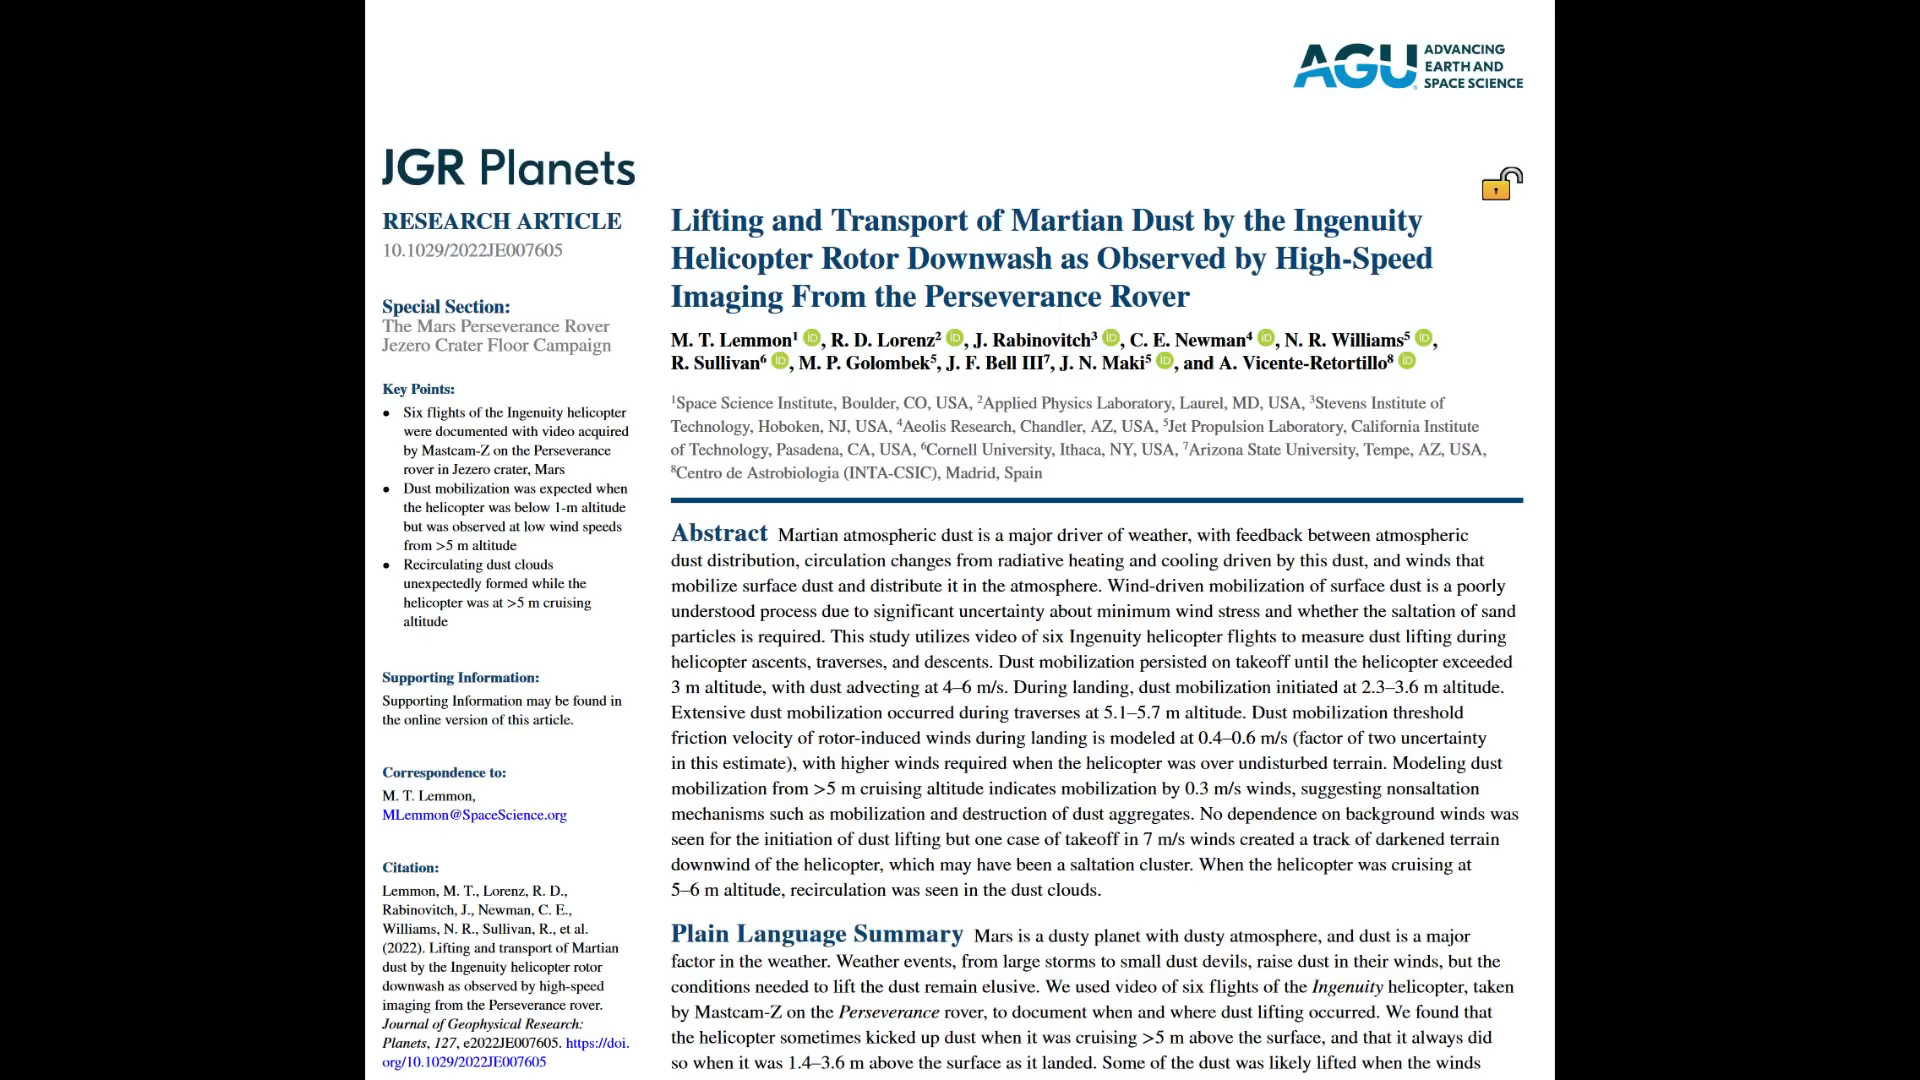 AGU ADVANCING
EARTH AND
SPACE SCIENCE
JGR Planets
RESEARCH ARTICLE
10.1029/2022JE007605
Special Section:
The Mars Perseverance Rover
Jezero Crater Floor Campaign
Key Points:
• Six flights of the Ingenuity helicopter
were documented with video acquired
by Mastcam-Z on the Perseverance
rover in Jezero crater, Mars
• Dust mobilization was expected when
the helicopter was below 1-m altitude
but was observed at low wind speeds
from >5 m altitude
• Recirculating dust clouds
unexpectedly formed while the
helicopter was at >5 m cruising
altitude
Supporting Information:
Supporting Information may be found in
the online version of this article.
Correspondence to:
M. T. Lemmon,
MLemmon@SpaceScience.org
Citation:
Lemmon, M. T., Lorenz, R. D.,
Rabinovitch, J., Newman, C. E.,
Williams, N. R., Sullivan, R., et al.
(2022). Lifting and transport of Martian
dust by the Ingenuity helicopter rotor
downwash as observed by high-speed
imaging from the Perseverance rover.
Journal of Geophysical Research:
Planets, 127, e2022JE007605. https://doi.
org/10.1029/2022JE007605
Lifting and Transport of Martian Dust by the Ingenuity
Helicopter Rotor Downwash as Observed by High-Speed
Imaging From the Perseverance Rover
M. T. Lemmon¹ iD, R. D. Lorenz² iD, J. Rabinovitch³ iD, C. E. Newman⁴ iD, N. R. Williams⁵ iD,
R. Sullivan⁶ iD, M. P. Golombek⁵, J. F. Bell III⁷, J. N. Maki⁵ iD, and A. Vicente-Retortillo⁸ iD
¹Space Science Institute, Boulder, CO, USA, ²Applied Physics Laboratory, Laurel, MD, USA, ³Stevens Institute of
Technology, Hoboken, NJ, USA, ⁴Aeolis Research, Chandler, AZ, USA, ⁵Jet Propulsion Laboratory, California Institute
of Technology, Pasadena, CA, USA, ⁶Cornell University, Ithaca, NY, USA, ⁷Arizona State University, Tempe, AZ, USA,
⁸Centro de Astrobiologia (INTA-CSIC), Madrid, Spain
Abstract Martian atmospheric dust is a major driver of weather, with feedback between atmospheric
dust distribution, circulation changes from radiative heating and cooling driven by this dust, and winds that
mobilize surface dust and distribute it in the atmosphere. Wind-driven mobilization of surface dust is a poorly
understood process due to significant uncertainty about minimum wind stress and whether the saltation of sand
particles is required. This study utilizes video of six Ingenuity helicopter flights to measure dust lifting during
helicopter ascents, traverses, and descents. Dust mobilization persisted on takeoff until the helicopter exceeded
3 m altitude, with dust advecting at 4–6 m/s. During landing, dust mobilization initiated at 2.3–3.6 m altitude.
Extensive dust mobilization occurred during traverses at 5.1–5.7 m altitude. Dust mobilization threshold
friction velocity of rotor-induced winds during landing is modeled at 0.4–0.6 m/s (factor of two uncertainty
in this estimate), with higher winds required when the helicopter was over undisturbed terrain. Modeling dust
mobilization from >5 m cruising altitude indicates mobilization by 0.3 m/s winds, suggesting nonsaltation
mechanisms such as mobilization and destruction of dust aggregates. No dependence on background winds was
seen for the initiation of dust lifting but one case of takeoff in 7 m/s winds created a track of darkened terrain
downwind of the helicopter, which may have been a saltation cluster. When the helicopter was cruising at
5–6 m altitude, recirculation was seen in the dust clouds.
Plain Language Summary Mars is a dusty planet with dusty atmosphere, and dust is a major
factor in the weather. Weather events, from large storms to small dust devils, raise dust in their winds, but the
conditions needed to lift the dust remain elusive. We used video of six flights of the Ingenuity helicopter, taken
by Mastcam-Z on the Perseverance rover, to document when and where dust lifting occurred. We found that
the helicopter sometimes kicked up dust when it was cruising >5 m above the surface, and that it always did
so when it was 1.4–3.6 m above the surface as it landed. Some of the dust was likely lifted when the winds